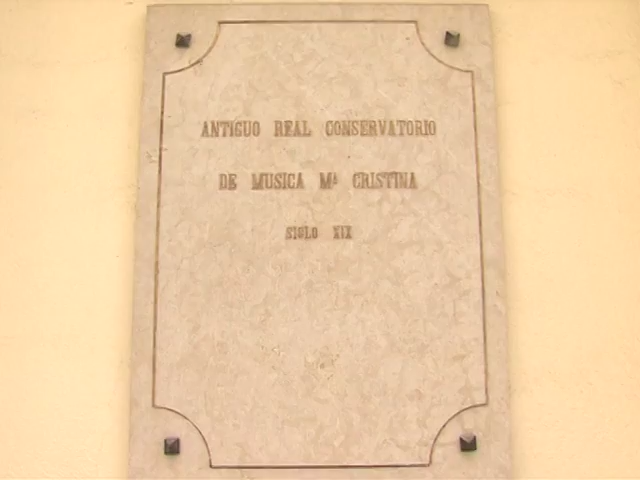 ANTIGUO REAL CONSERVATORIO
DE MUSICA Mª CRISTINA
SIGLO XIX